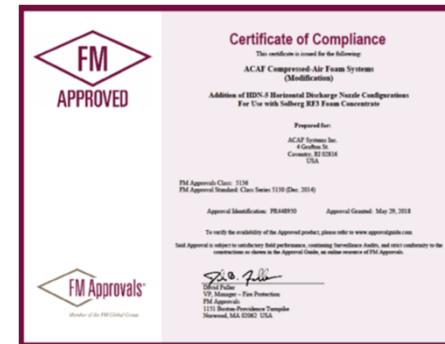 FM
APPROVED
Certificate of Compliance
This certificate is issued for the following:
ACAF Compressed-Air Foam Systems
(Modification)
Addition of HDN-5 Horizontal Discharge Nozzle Configurations
For Use with Solberg RF3 Foam Concentrate
Prepared for:
ACAF Systems Inc.
4 Grafton St.
Coventry, RI 02816
USA
FM Approvals Class: 5130
FM Approval Standard: Class Series 5130 (Dec. 2014)
Approval Identification: PR448950
Approval Granted: May 29, 2018
To verify the availability of the Approved product, please refer to www.approvalguide.com
Said Approval is subject to satisfactory field performance, continuing Surveillance Audits, and strict conformity to the
constructions as shown in the Approval Guide, an online resource of FM Approvals.
David Fuller
VP, Manager – Fire Protection
FM Approvals
1151 Boston-Providence Turnpike
Norwood, MA 02062 USA
FM Approvals
Member of the FM Global Group